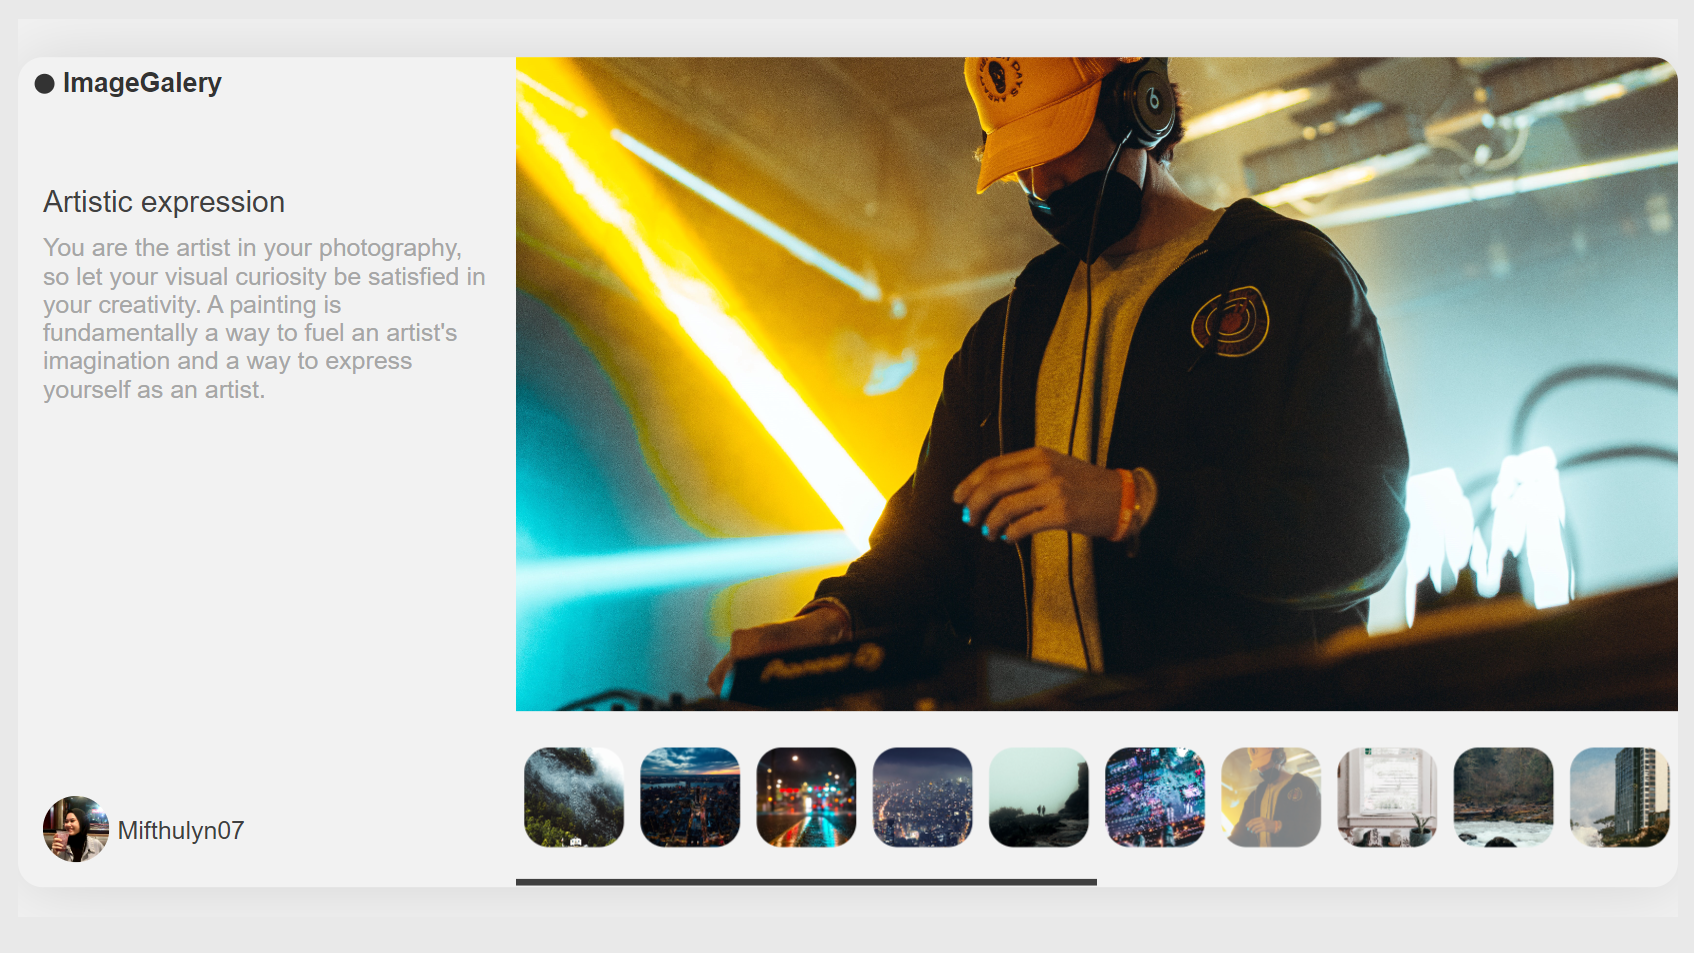 ImageGalery
Artistic expression
You are the artist in your photography,
so let your visual curiosity be satisfied in
your creativity. A painting is
fundamentally a way to fuel an artist's
imagination and a way to express
yourself as an artist.
Mifthulyn07
DAYS
Pioneer